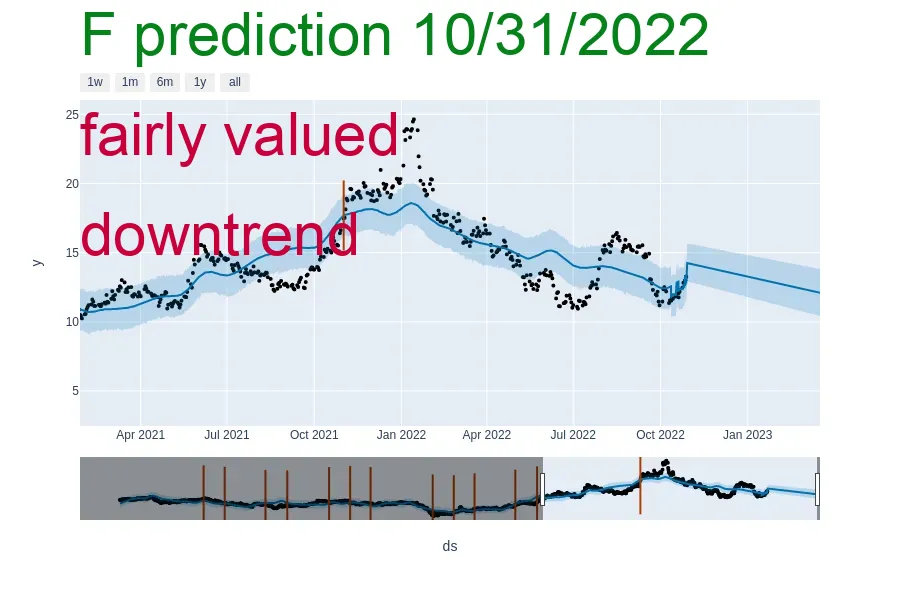 F prediction 10/31/2022
1w 1m 6m 1y all
25
fairly valued
20
downtrend
15
y
10
5
Apr 2021 Jul 2021 Oct 2021 Jan 2022 Apr 2022 Jul 2022 Oct 2022 Jan 2023
ds